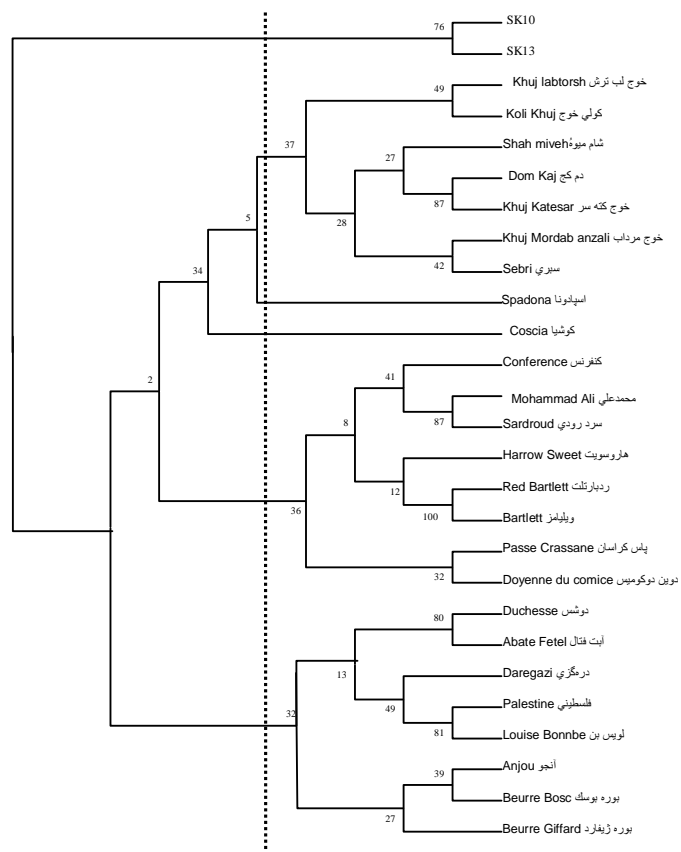 76
SK10
SK13
49
Khuj labtorsh خوج لب ترش
Koli Khuj كولي خوج
37
Shah miveh شام ميوه
27
Dom Kaj دم كج
87
Khuj Katesar خوج كته سر
28
5
Khuj Mordab anzali خوج مرداب
42
Sebri سبري
34
Spadona اسپادونا
Coscia كوشيا
Conference كنفرنس
41
2
Mohammad Ali محمدعلي
87
Sardroud سرد رودي
8
Harrow Sweet هاروسويت
12
Red Bartlett ردبارتلت
100
Bartlett ويليامز
36
Passe Crassane پاس كراسان
32
Doyenne du comice دوين دوكوميس
80
Duchesse دوشس
Abate Fetel آبت فتال
13
Daregazi درهگزي
49
Palestine فلسطيني
32
81
Louise Bonnbe لويس بن
39
Anjou آنجو
Beurre Bosc بوره بوسك
27
Beurre Giffard بوره ژيفارد